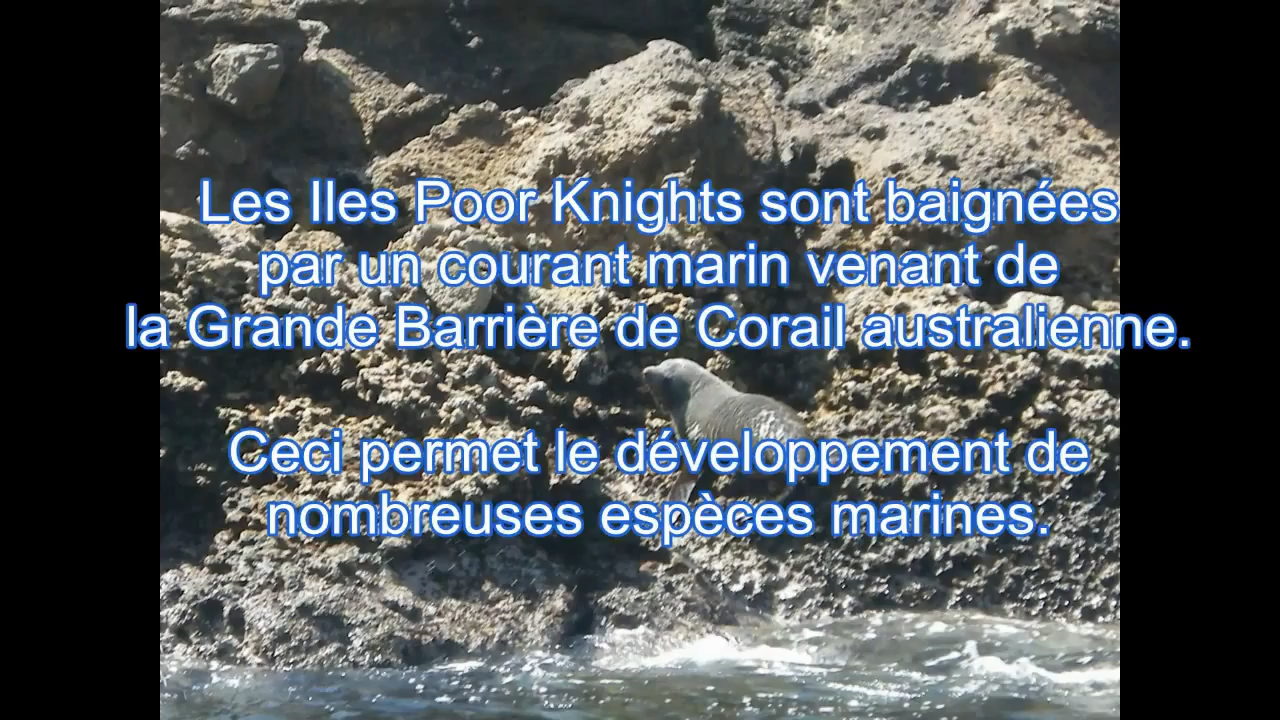 Les Iles Poor Knights sont baignées
par un courant marin venant de
la Grande Barrière de Corail australienne.
Ceci permet le développement de
nombreuses espèces marines.